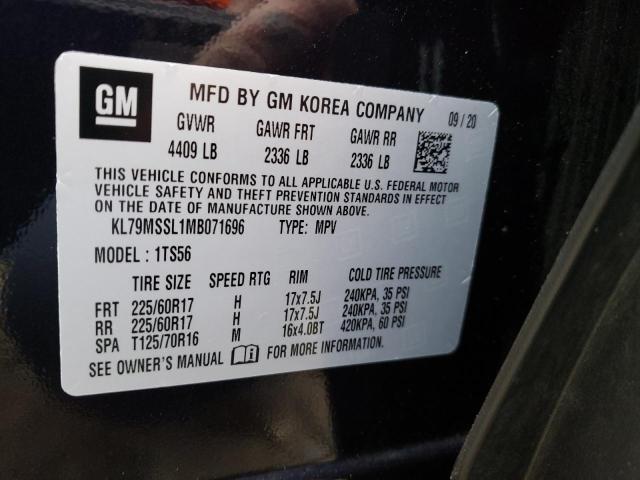 GM
MFD BY GM KOREA COMPANY 09/20
GVWR GAWR FRT GAWR RR
4409 LB 2336 LB 2336 LB
THIS VEHICLE CONFORMS TO ALL APPLICABLE U.S. FEDERAL MOTOR
VEHICLE SAFETY AND THEFT PREVENTION STANDARDS IN EFFECT
ON THE DATE OF MANUFACTURE SHOWN ABOVE.
KL79MSSL1MB071696 TYPE: MPV
MODEL : 1TS56
TIRE SIZE SPEED RTG RIM COLD TIRE PRESSURE
FRT 225/60R17 H 17x7.5J 240KPA, 35 PSI
RR 225/60R17 H 17x7.5J 240KPA, 35 PSI
SPA T125/70R16 M 16x4.0BT 420KPA, 60 PSI
SEE OWNER'S MANUAL FOR MORE INFORMATION.